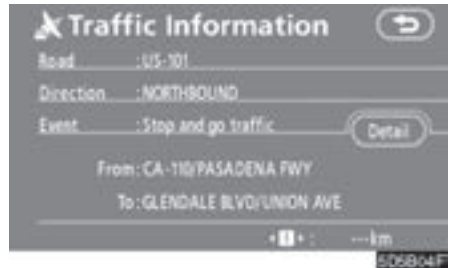 Traffic Information
Road :US-101
Direction :NORTHBOUND
Event :Stop and go traffic Detail
From:CA-110/PASADENA FWY
To:GLENDALE BLVD/UNION AVE
: ---km
5D5B04F